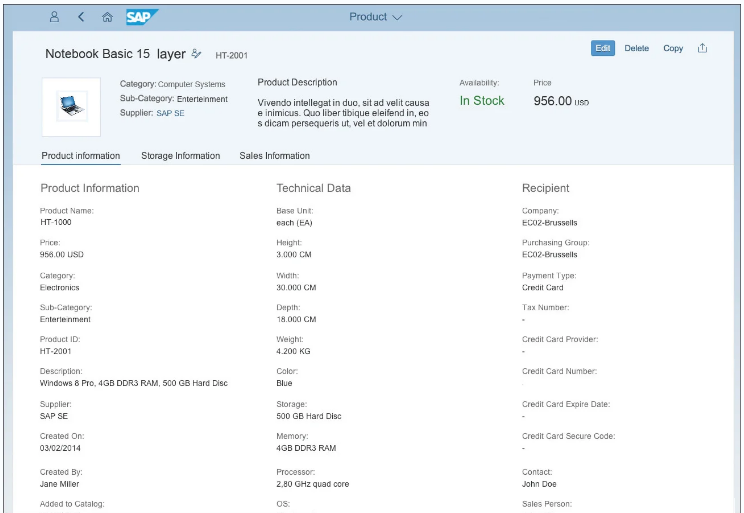 SAP
Product
Notebook Basic 15 layer HT-2001
Edit Delete Copy
Category: Computer Systems
Sub-Category: Enterteinment
Supplier: SAP SE
Product Description
Vivendo intellegat in duo, sit ad velit causa
e inimicus. Quo liber tibique eleifend in, eo
s dicam persequeris ut, vel et dolorum min
Availability:
In Stock
Price
956.00 USD
Product information Storage Information Sales Information
Product Information
Product Name:
HT-1000
Price:
956.00 USD
Category:
Electronics
Sub-Category:
Enterteinment
Product ID:
HT-2001
Description:
Windows 8 Pro, 4GB DDR3 RAM, 500 GB Hard Disc
Supplier:
SAP SE
Created On:
03/02/2014
Created By:
Jane Miller
Added to Catalog:
Technical Data
Base Unit:
each (EA)
Height:
3.000 CM
Width:
30.000 CM
Depth:
18.000 CM
Weight:
4.200 KG
Color:
Blue
Storage:
500 GB Hard Disc
Memory:
4GB DDR3 RAM
Processor:
2,80 GHz quad core
OS:
Recipient
Company:
EC02-Brussells
Purchasing Group:
EC02-Brussells
Payment Type:
Credit Card
Tax Number:
-
Credit Card Provider:
-
Credit Card Number:
.
Credit Card Expire Date:
-
Credit Card Secure Code:
-
Contact:
John Doe
Sales Person: